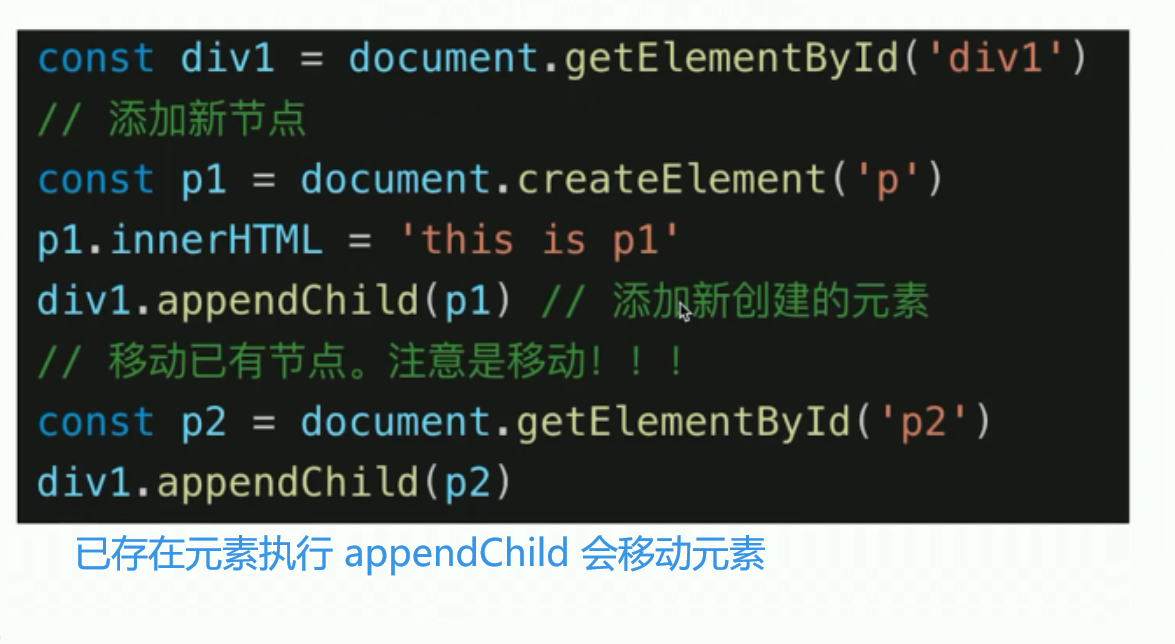 const div1 = document.getElementById('div1')
// 添加新节点
const p1 = document.createElement('p')
p1.innerHTML = 'this is p1'
div1.appendChild(p1) // 添加新创建的元素
// 移动已有节点。注意是移动！！！
const p2 = document.getElementById('p2')
div1.appendChild(p2)
已存在元素执行 appendChild 会移动元素